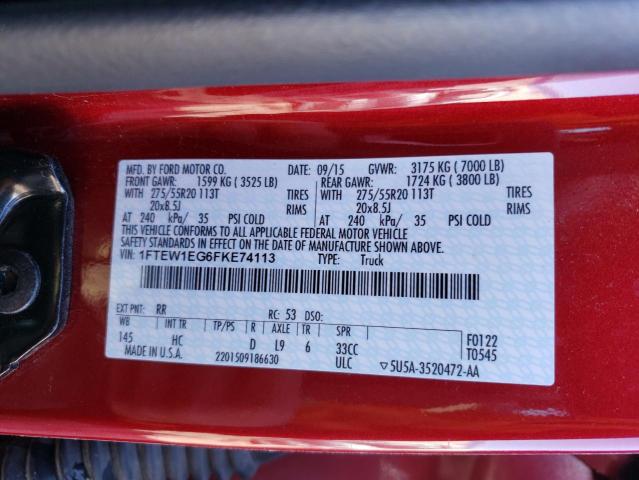 MFD. BY FORD MOTOR CO. DATE: 09/15 GVWR: 3175 KG ( 7000 LB)
FRONT GAWR: 1599 KG ( 3525 LB) REAR GAWR: 1724 KG ( 3800 LB)
WITH 275/55R20 113T TIRES WITH 275/55R20 113T TIRES
20x8.5J RIMS 20x8.5J RIMS
AT 240 kPa/ 35 PSI COLD AT 240 kPa/ 35 PSI COLD
THIS VEHICLE CONFORMS TO ALL APPLICABLE FEDERAL MOTOR VEHICLE
SAFETY STANDARDS IN EFFECT ON THE DATE OF MANUFACTURE SHOWN ABOVE.
VIN: 1FTEW1EG6FKE74113 TYPE: Truck
EXT PNT: RR RC: 53 DSO:
WB INT TR TP/PS R AXLE TR SPR F0122
145 HC D L9 6 33CC T0545
MADE IN U.S.A. 2201509186630 ULC ▽5U5A-3520472-AA